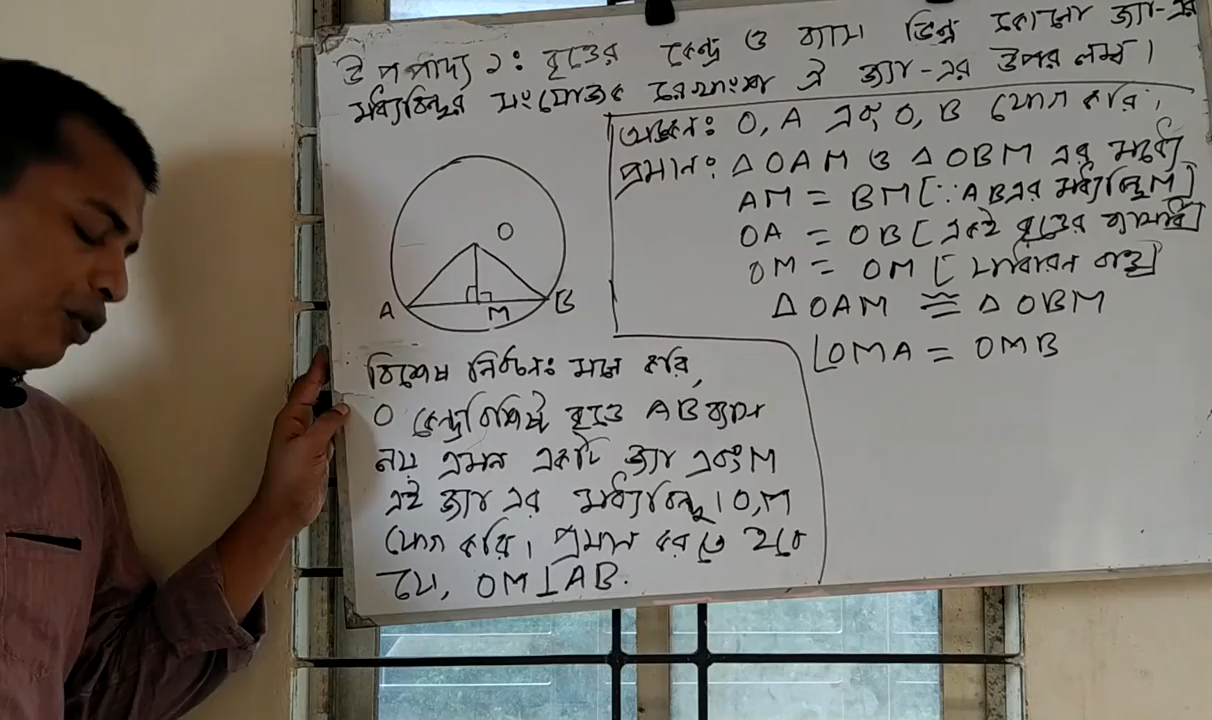 উপপাদ্য ১: বৃত্তের কেন্দ্র ও ব্যাস ভিন্ন কোনো জ্যা-এর
মধ্যবিন্দুর সংযোজক রেখাংশ ঐ জ্যা-এর উপর লম্ব।
O
A
M
B
বিশেষ নির্বচন: মনে করি,
O কেন্দ্রবিশিষ্ট বৃত্তে AB ব্যাস
নয় এমন একটি জ্যা এবং M
এই জ্যা এর মধ্যবিন্দু। O,M
যোগ করি। প্রমান করতে হবে
যে, OM⊥AB.
অঙ্কন: O, A এবং O, B যোগ করি।
প্রমান: △OAM ও △OBM এর মধ্যে
AM = BM [∵ AB এর মধ্যবিন্দু M]
OA = OB [একই বৃত্তের ব্যাসার্ধ]
OM = OM [সাধারন বাহু]
△OAM ≅ △OBM
∠OMA = OMB